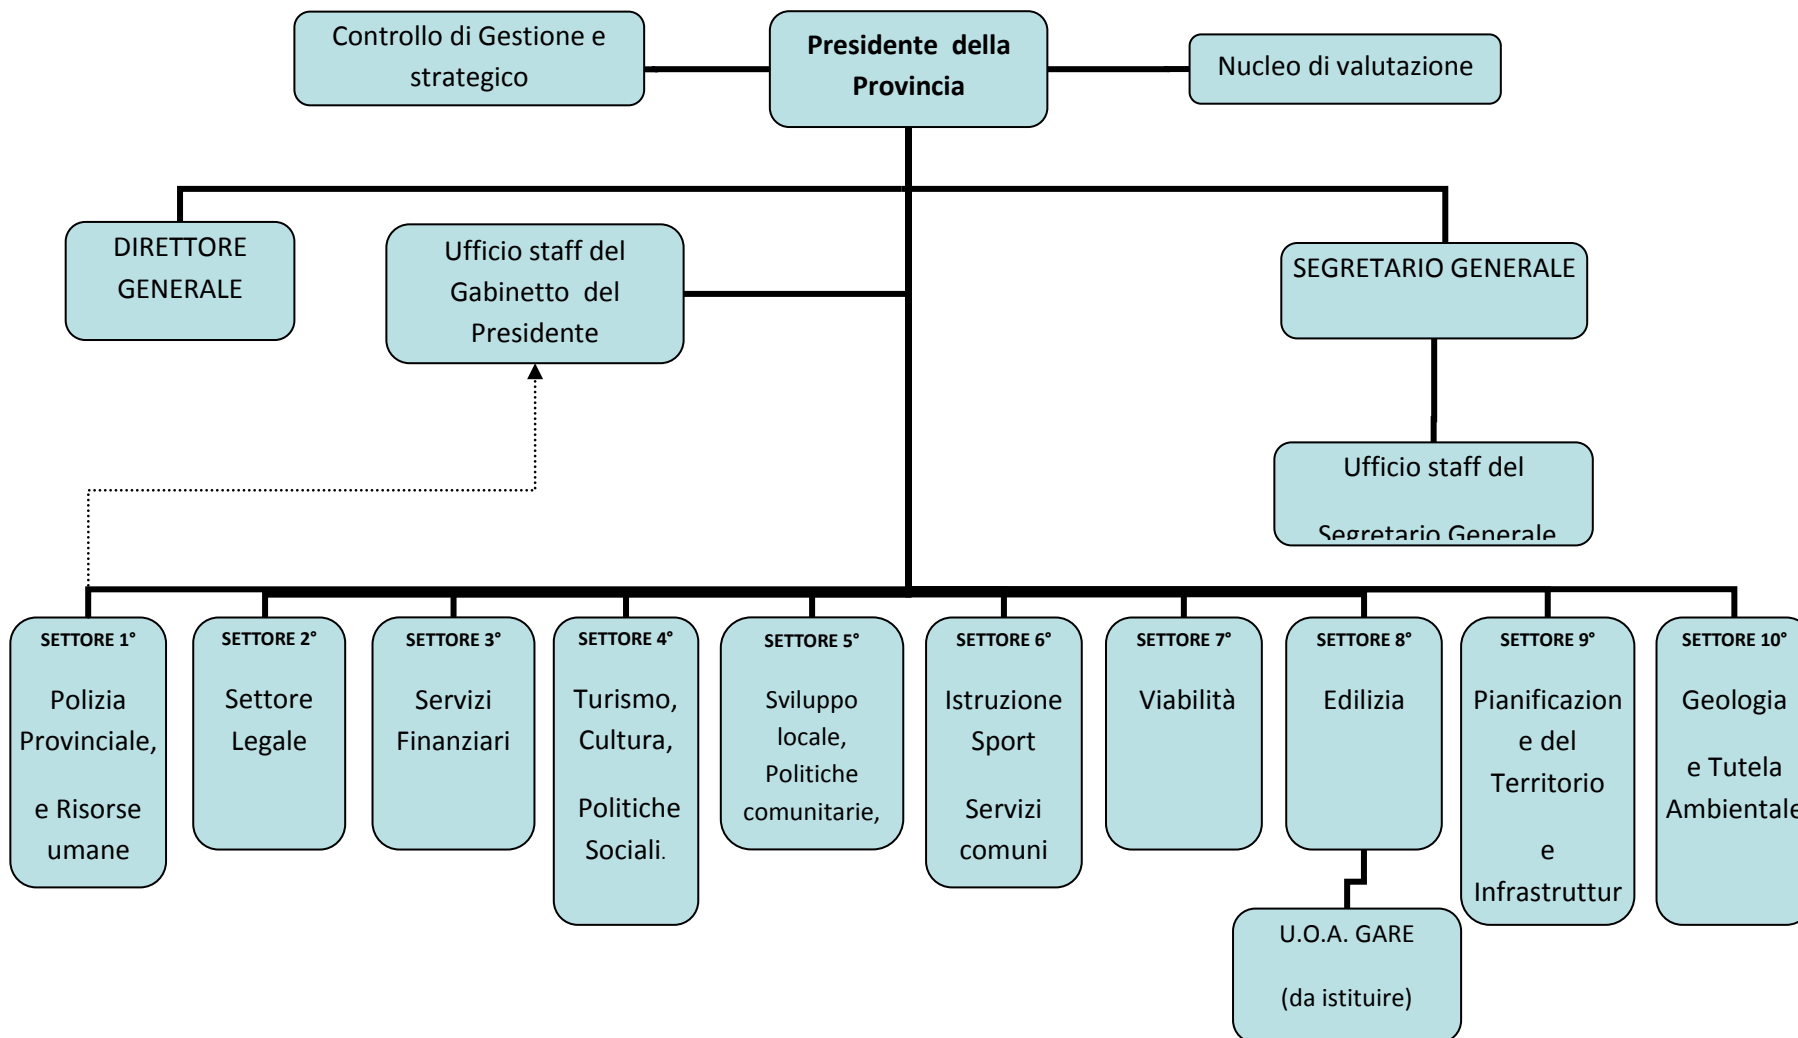 Controllo di Gestione e
strategico
Presidente della
Provincia
Nucleo di valutazione
DIRETTORE
GENERALE
Ufficio staff del
Gabinetto del
Presidente
SEGRETARIO GENERALE
Ufficio staff del
Segretario Generale
SETTORE 1°
Polizia
Provinciale,
e Risorse
umane
SETTORE 2°
Settore
Legale
SETTORE 3°
Servizi
Finanziari
SETTORE 4°
Turismo,
Cultura,
Politiche
Sociali.
SETTORE 5°
Sviluppo
locale,
Politiche
comunitarie,
SETTORE 6°
Istruzione
Sport
Servizi
comuni
SETTORE 7°
Viabilità
SETTORE 8°
Edilizia
SETTORE 9°
Pianificazion
e del
Territorio
e
Infrastruttur
SETTORE 10°
Geologia
e Tutela
Ambientale
U.O.A. GARE
(da istituire)